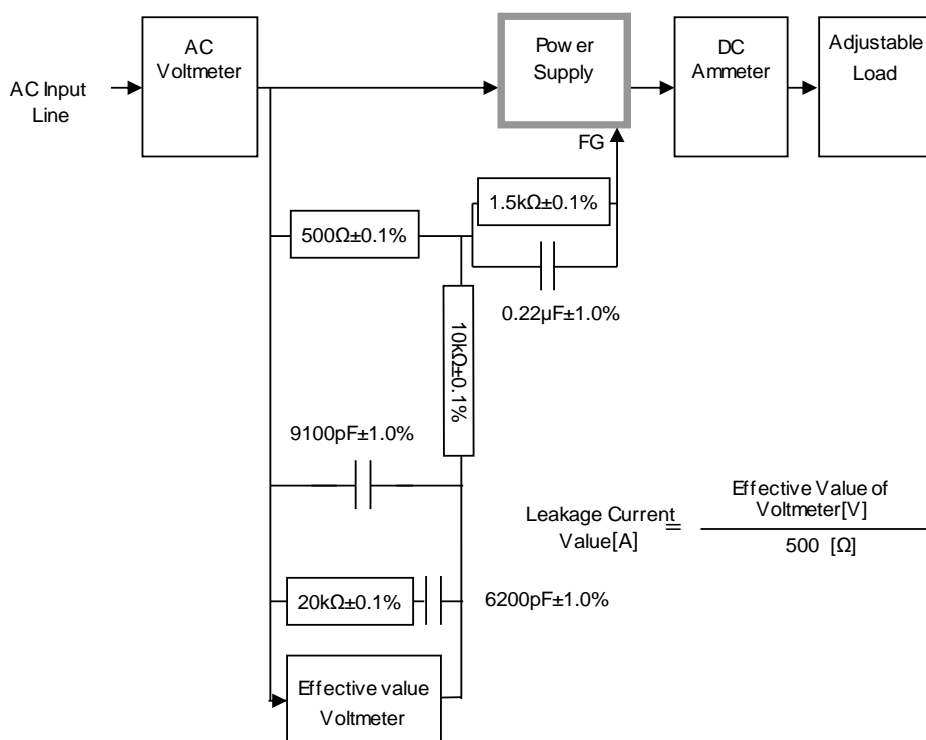 AC Input
Line
AC
Voltmeter
Power
Supply
DC
Ammeter
Adjustable
Load
FG
1.5kΩ±0.1%
500Ω±0.1%
0.22µF±1.0%
10kΩ±0.1%
9100pF±1.0%
Leakage Current
Value[A]
=
Effective Value of
Voltmeter[V]
500 [Ω]
20kΩ±0.1%
6200pF±1.0%
Effective value
Voltmeter